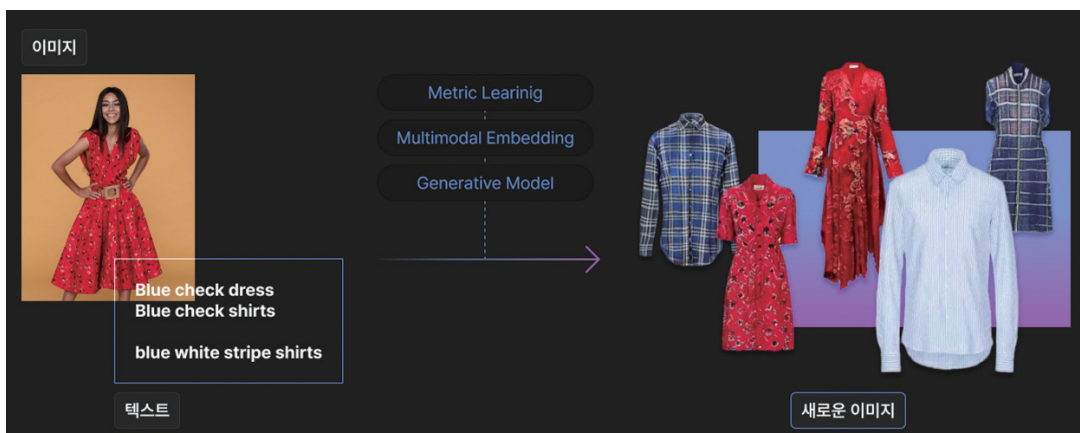 이미지
Metric Learinig
Multimodal Embedding
Generative Model
Blue check dress
Blue check shirts
blue white stripe shirts
텍스트
새로운 이미지